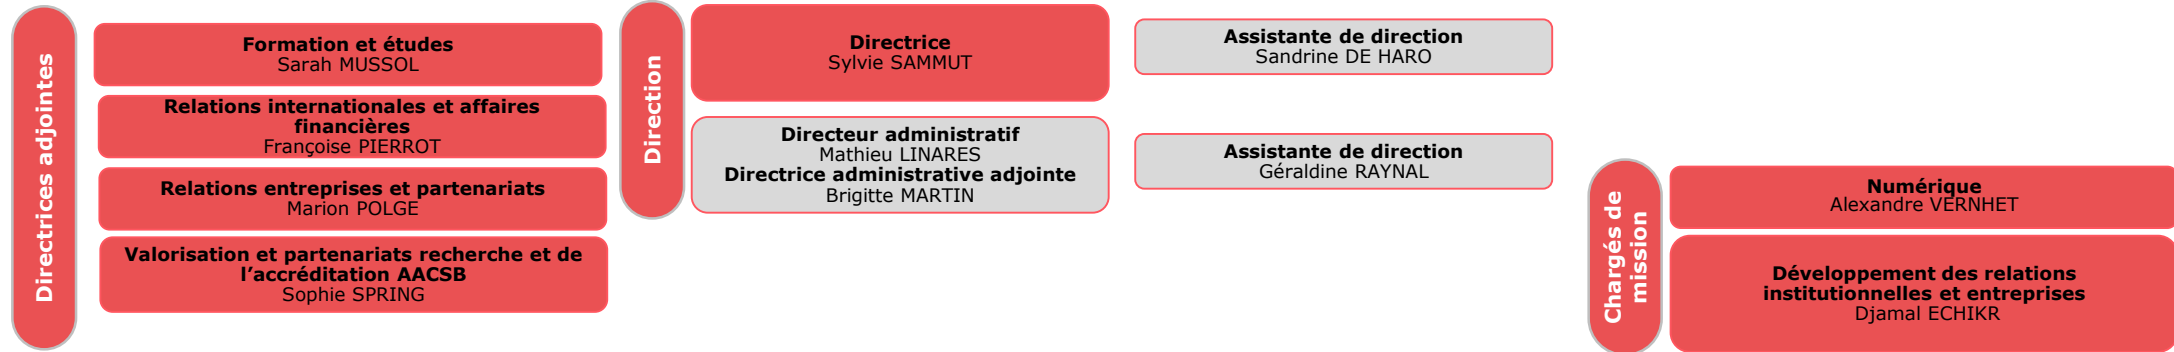 Directrices adjointes
Formation et études
Sarah MUSSOL
Relations internationales et affaires
financières
Françoise PIERROT
Relations entreprises et partenariats
Marion POLGE
Valorisation et partenariats recherche et de
l'accréditation AACSB
Sophie SPRING
Direction
Directrice
Sylvie SAMMUT
Directeur administratif
Mathieu LINARES
Directrice administrative adjointe
Brigitte MARTIN
Assistante de direction
Sandrine DE HARO
Assistante de direction
Géraldine RAYNAL
Chargés de
mission
Numérique
Alexandre VERNHET
Développement des relations
institutionnelles et entreprises
Djamal ECHIKR